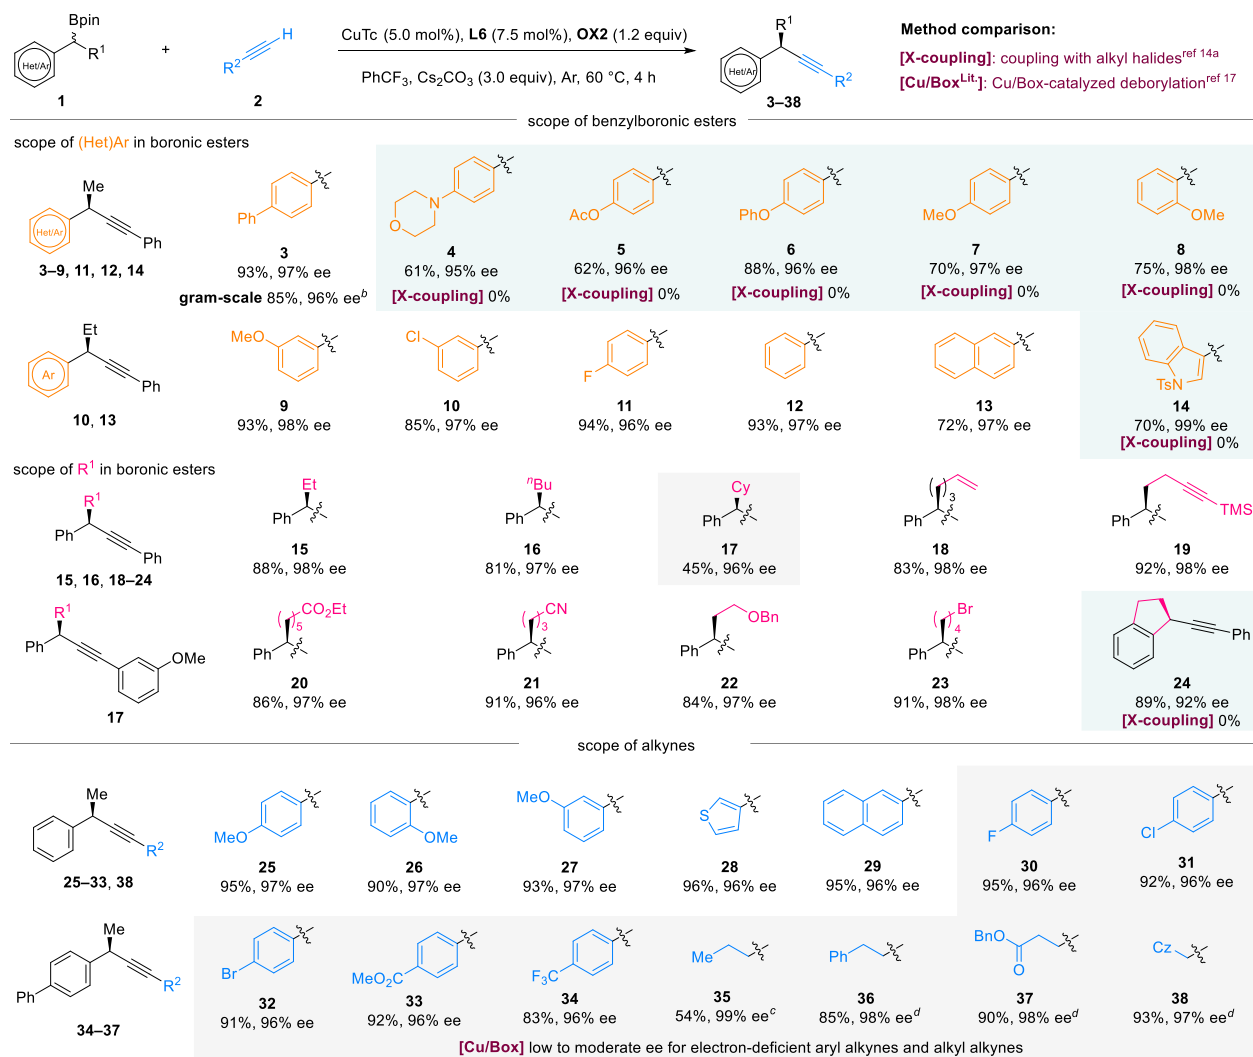 Bpin
R1
Het/Ar
1
+
H
R2
2
CuTc (5.0 mol%), L6 (7.5 mol%), OX2 (1.2 equiv)
PhCF3, Cs2CO3 (3.0 equiv), Ar, 60 °C, 4 h
R1
Het/Ar
R2
3–38
Method comparison:
[X-coupling]: coupling with alkyl halides ref 14a
[Cu/Box Lit.]: Cu/Box-catalyzed deborylation ref 17
scope of benzylboronic esters
scope of (Het)Ar in boronic esters
Me
Het/Ar
Ph
3–9, 11, 12, 14
Ph
3
93%, 97% ee
gram-scale 85%, 96% ee b
N
O
4
61%, 95% ee
[X-coupling] 0%
AcO
5
62%, 96% ee
[X-coupling] 0%
PhO
6
88%, 96% ee
[X-coupling] 0%
MeO
7
70%, 97% ee
[X-coupling] 0%
OMe
8
75%, 98% ee
[X-coupling] 0%
Et
Ar
Ph
10, 13
MeO
9
93%, 98% ee
Cl
10
85%, 97% ee
F
11
94%, 96% ee
12
93%, 97% ee
13
72%, 97% ee
TsN
14
70%, 99% ee
[X-coupling] 0%
scope of R1 in boronic esters
R1
Ph
Ph
15, 16, 18–24
Et
Ph
15
88%, 98% ee
nBu
Ph
16
81%, 97% ee
Cy
Ph
17
45%, 96% ee
3
Ph
18
83%, 98% ee
TMS
Ph
19
92%, 98% ee
R1
Ph
OMe
17
CO2Et
5
Ph
20
86%, 97% ee
CN
3
Ph
21
91%, 96% ee
OBn
Ph
22
84%, 97% ee
Br
4
Ph
23
91%, 98% ee
Ph
24
89%, 92% ee
[X-coupling] 0%
scope of alkynes
Me
R2
25–33, 38
MeO
25
95%, 97% ee
OMe
26
90%, 97% ee
MeO
27
93%, 97% ee
S
28
96%, 96% ee
29
95%, 96% ee
F
30
95%, 96% ee
Cl
31
92%, 96% ee
Me
Ph
R2
34–37
Br
32
91%, 96% ee
MeO2C
33
92%, 96% ee
F3C
34
83%, 96% ee
Me
35
54%, 99% ee c
Ph
36
85%, 98% ee d
BnO
O
37
90%, 98% ee d
Cz
38
93%, 97% ee d
[Cu/Box] low to moderate ee for electron-deficient aryl alkynes and alkyl alkynes